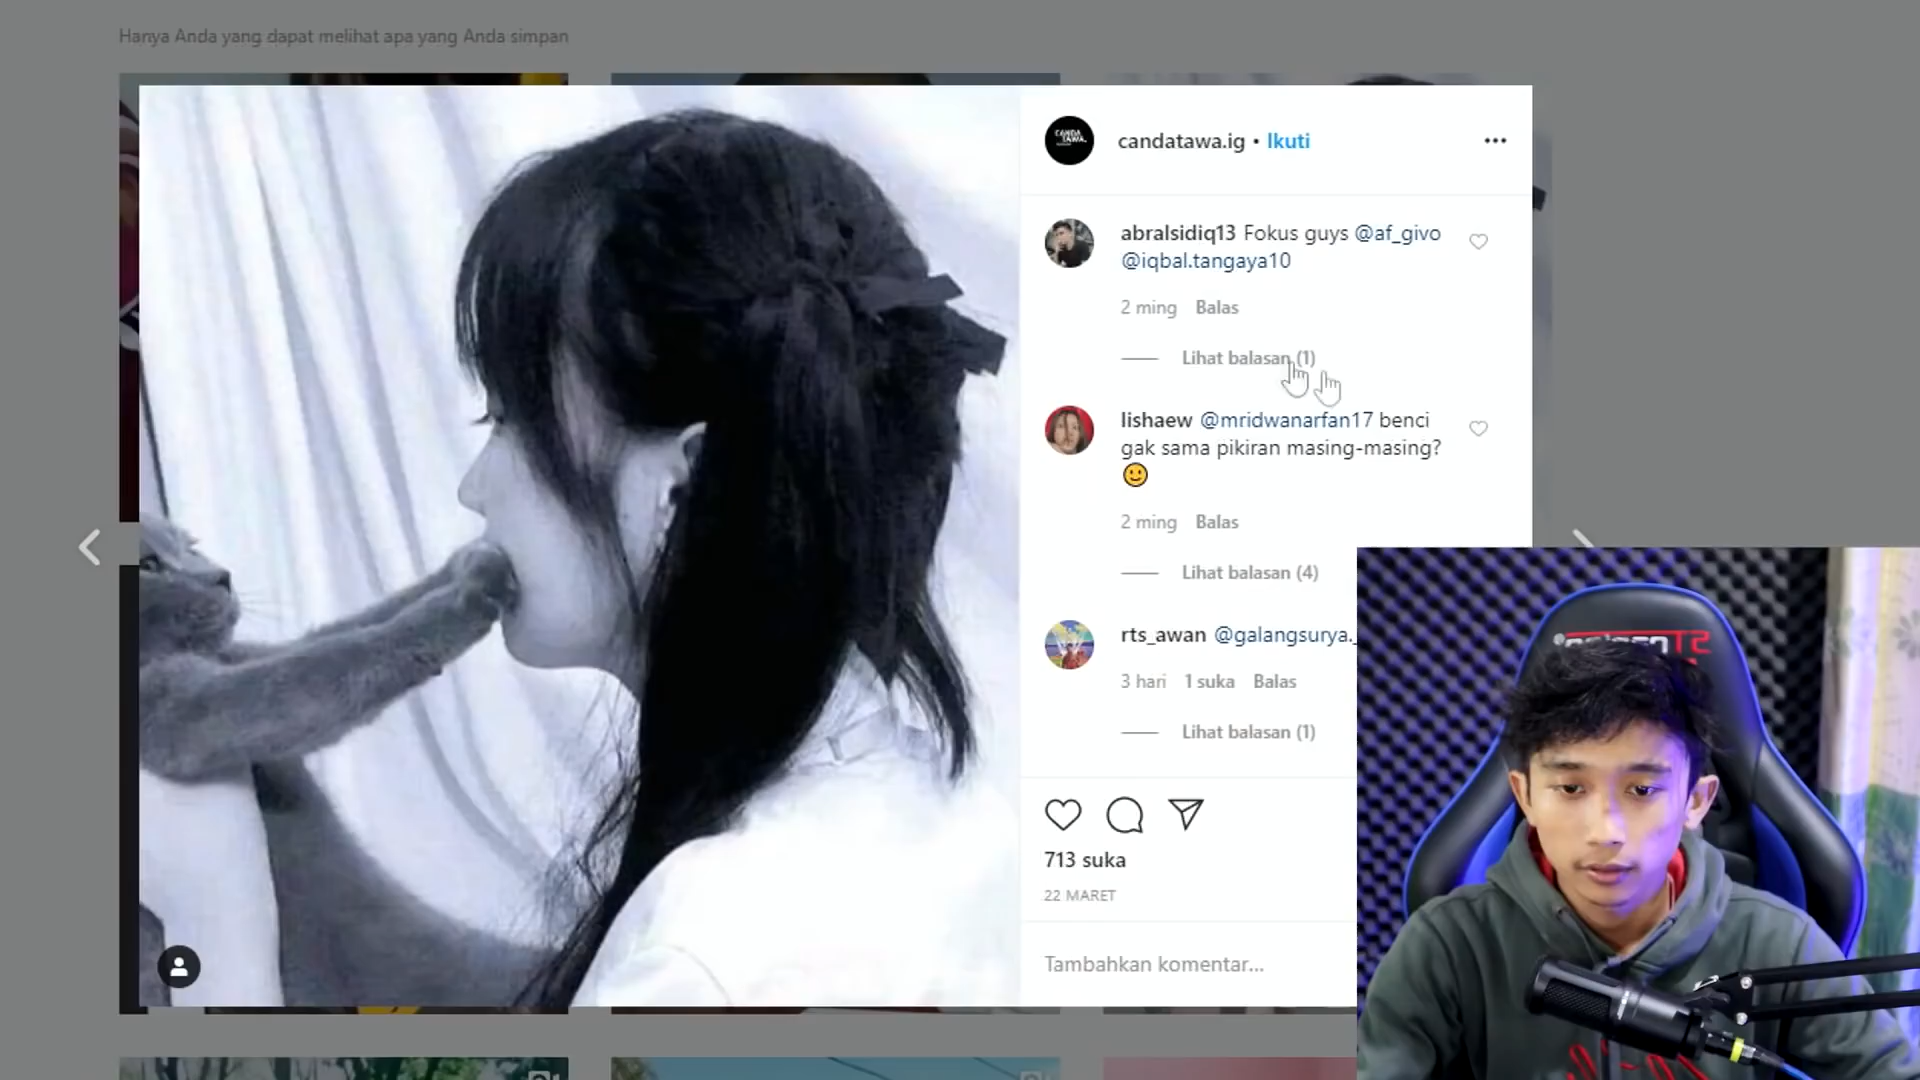 Hanya Anda yang dapat melihat apa yang Anda simpan
CANDA
TAWA.
candatawa.ig • Ikuti
abralsidiq13 Fokus guys @af_givo
@iqbal.tangaya10
2 ming Balas
Lihat balasan (1)
lishaew @mridwanarfan17 benci
gak sama pikiran masing-masing?
🙂
2 ming Balas
Lihat balasan (4)
rts_awan @galangsurya._
3 hari 1 suka Balas
Lihat balasan (1)
713 suka
22 MARET
Tambahkan komentar...